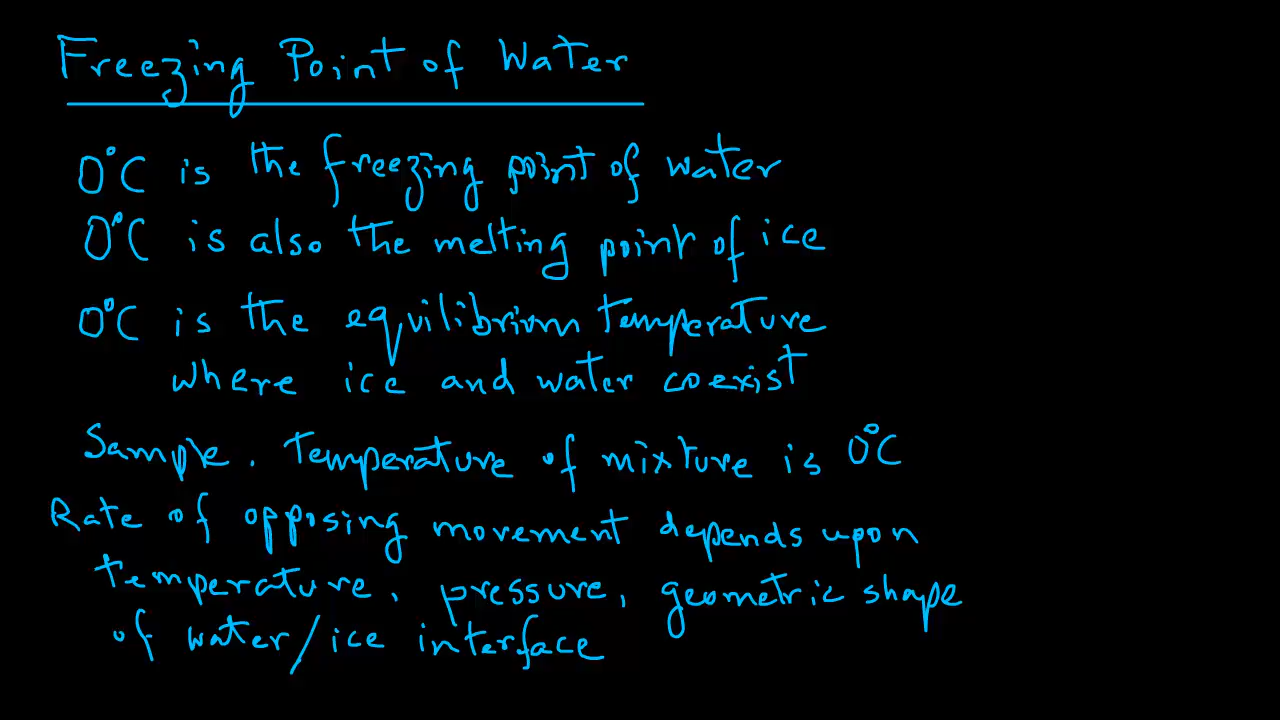 Freezing Point of Water
0°C is the freezing point of water
0°C is also the melting point of ice
0°C is the equilibrium temperature
where ice and water coexist
Sample. Temperature of mixture is 0°C
Rate of opposing movement depends upon
temperature, pressure, geometric shape
of water/ice interface